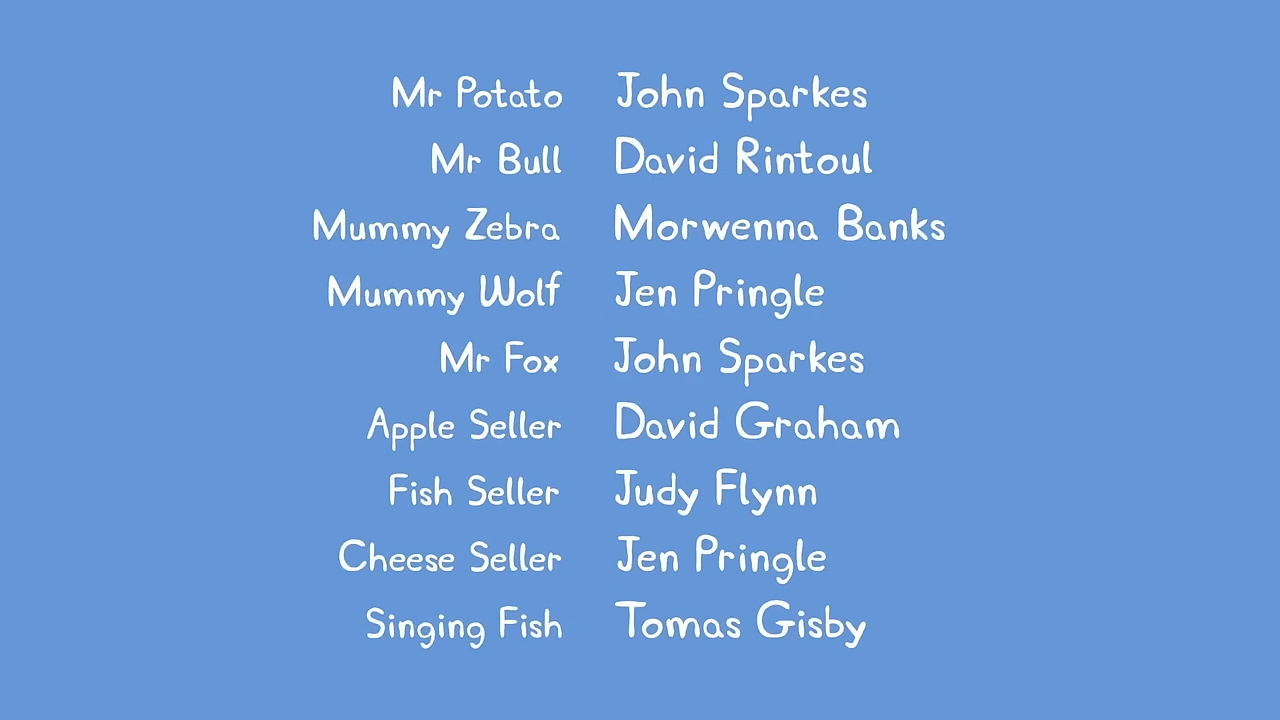 Mr Potato John Sparkes
Mr Bull David Rintoul
Mummy Zebra Morwenna Banks
Mummy Wolf Jen Pringle
Mr Fox John Sparkes
Apple Seller David Graham
Fish Seller Judy Flynn
Cheese Seller Jen Pringle
Singing Fish Tomas Gisby